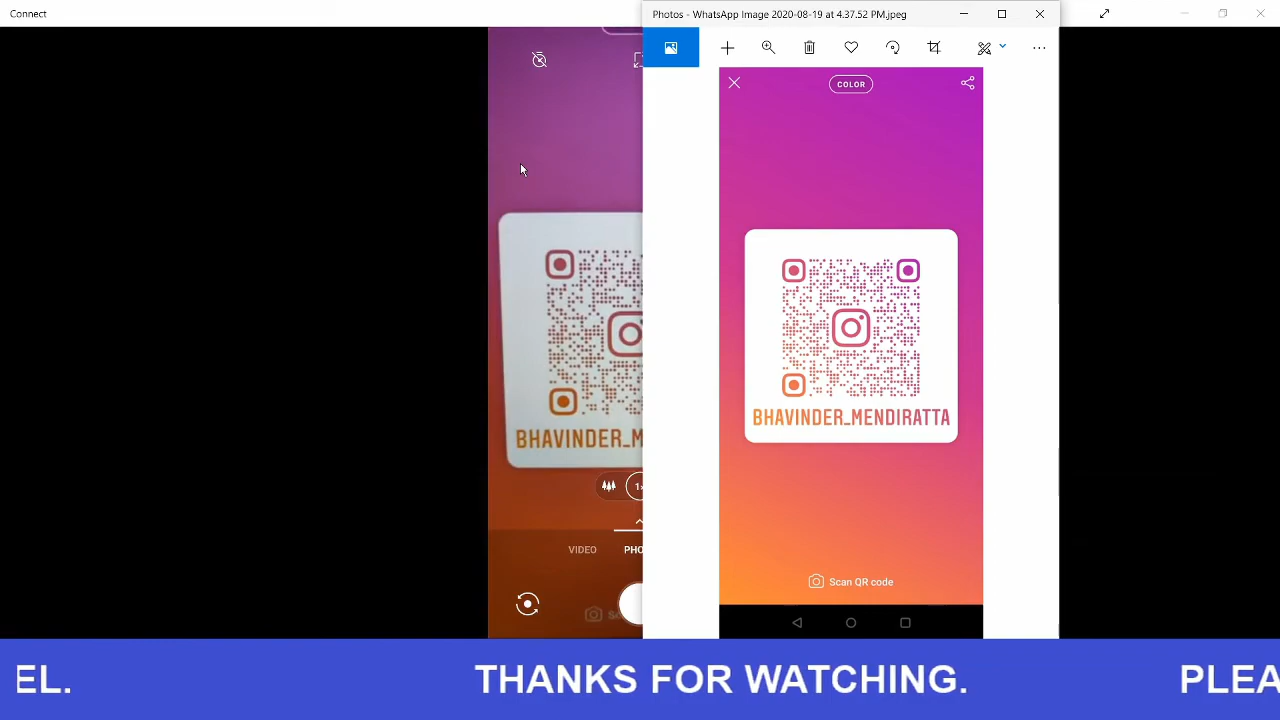 Connect
Photos - WhatsApp Image 2020-08-19 at 4.37.52 PM.jpeg
COLOR
BHAVINDER_MENDIRATTA
Scan QR code
BHAVINDER_M
1x
VIDEO
PHO
EL.
THANKS FOR WATCHING.
PLEA